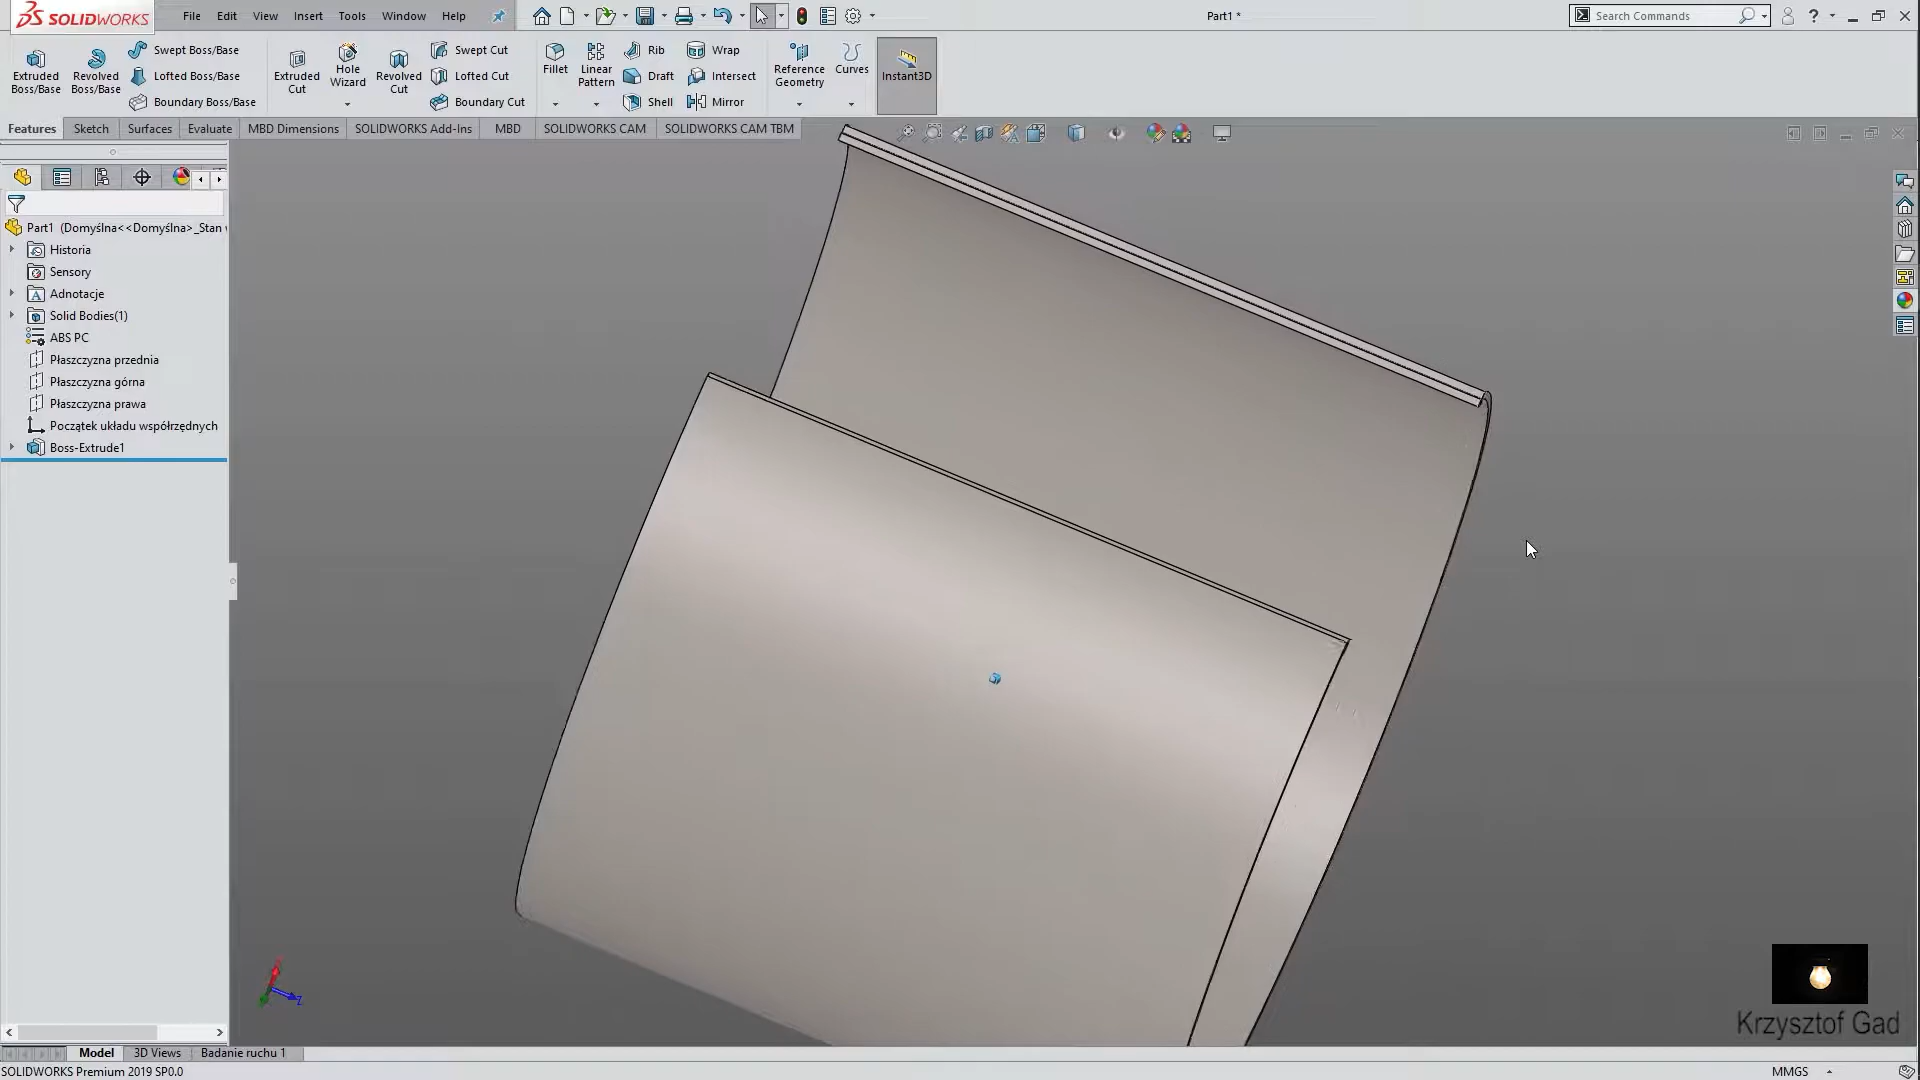 SOLIDWORKS
File Edit View Insert Tools Window Help
Part1 *
Search Commands
?
Extruded Boss/Base
Revolved Boss/Base
Swept Boss/Base
Lofted Boss/Base
Boundary Boss/Base
Extruded Cut
Hole Wizard
Revolved Cut
Swept Cut
Lofted Cut
Boundary Cut
Fillet
Linear Pattern
Rib
Draft
Shell
Wrap
Intersect
Mirror
Reference Geometry
Curves
Instant3D
Features Sketch Surfaces Evaluate MBD Dimensions SOLIDWORKS Add-Ins MBD SOLIDWORKS CAM SOLIDWORKS CAM TBM
Part1 (Domyślna<<Domyślna>_Stan
Historia
Sensory
A Adnotacje
Solid Bodies(1)
ABS PC
Płaszczyzna przednia
Płaszczyzna górna
Płaszczyzna prawa
Początek układu współrzędnych
Boss-Extrude1
Z
Krzysztof Gad
Model 3D Views Badanie ruchu 1
SOLIDWORKS Premium 2019 SP0.0
MMGS